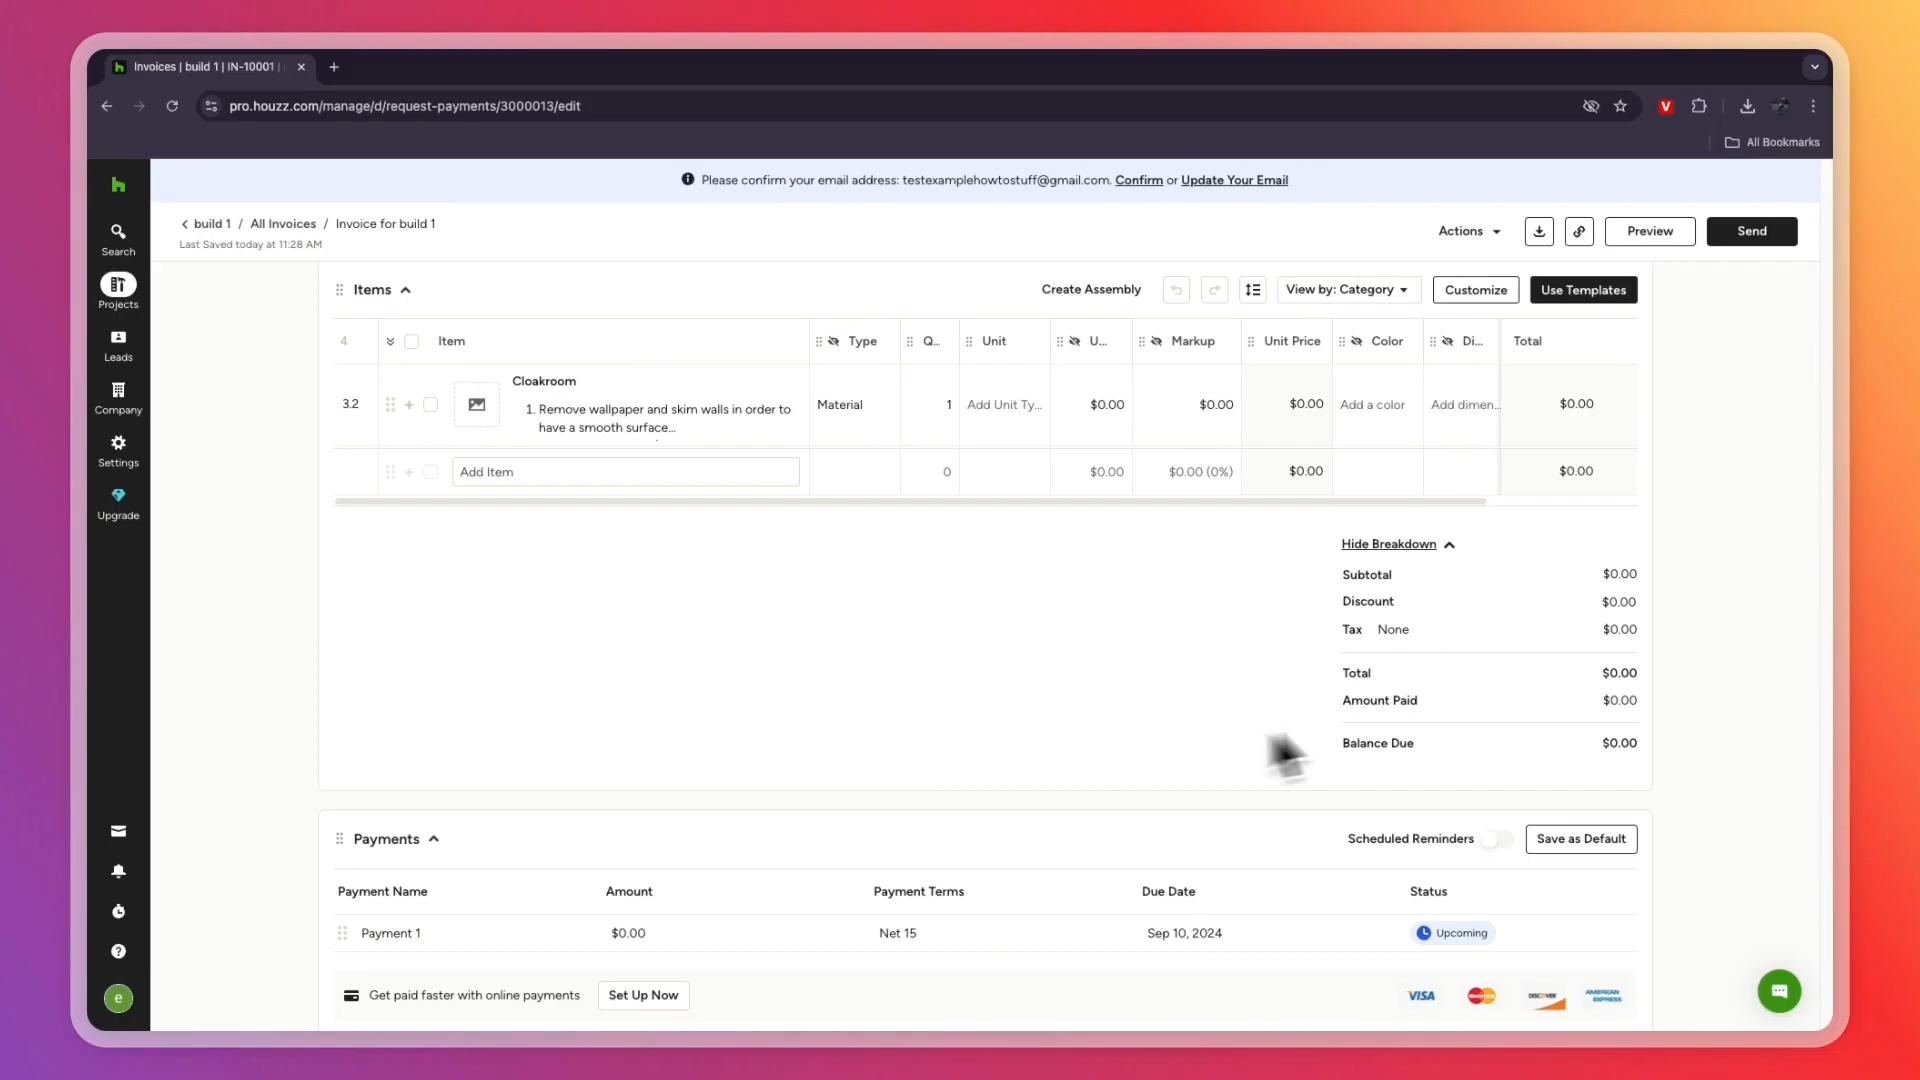 Invoices | build 1 | IN-10001 |
pro.houzz.com/manage/d/request-payments/3000013/edit
All Bookmarks
Please confirm your email address: testexamplehowtostuff@gmail.com. Confirm or Update Your Email
build 1 / All Invoices / Invoice for build 1
Last Saved today at 11:28 AM
Actions
Preview
Send
Search
Projects
Leads
Company
Settings
Upgrade
e
Items
Create Assembly
View by: Category
Customize
Use Templates
4 Item Type Q... Unit U... Markup Unit Price Color Di... Total
Cloakroom
3.2 1. Remove wallpaper and skim walls in order to
have a smooth surface...
Material 1 Add Unit Ty... $0.00 $0.00 $0.00 Add a color Add dimen... $0.00
Add Item 0 $0.00 $0.00 (0%) $0.00 $0.00
Hide Breakdown
Subtotal $0.00
Discount $0.00
Tax None $0.00
Total $0.00
Amount Paid $0.00
Balance Due $0.00
Payments
Scheduled Reminders
Save as Default
Payment Name Amount Payment Terms Due Date Status
Payment 1 $0.00 Net 15 Sep 10, 2024 Upcoming
Get paid faster with online payments Set Up Now
VISA MasterCard DISCOVER AMERICAN
EXPRESS